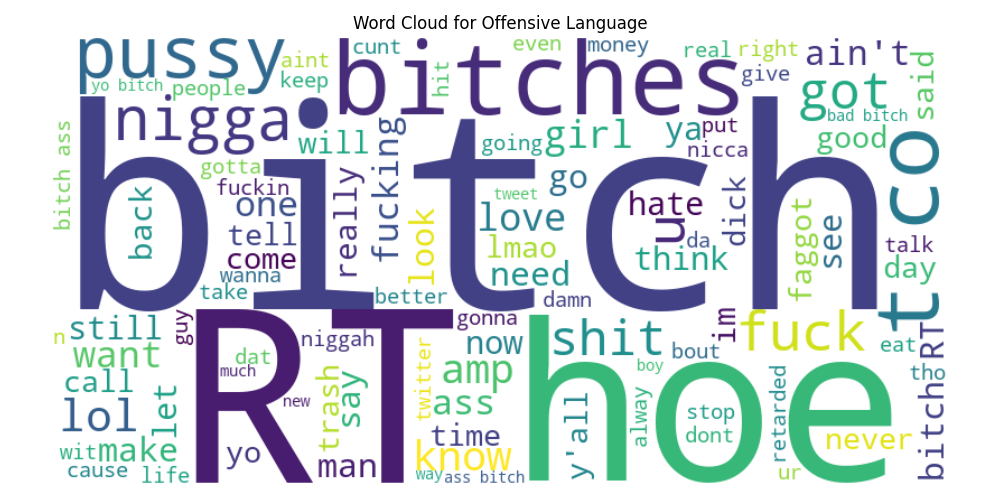 Word Cloud for Offensive Language
pussy
bitches
cunt
even
money
real
right
ain't
aint
keep
hit
give
said
yo bitch
people
got
bad bitch
nigga
will
fucking
going
girl
ya
put
nicca
good
bitch ass
bitch
t co
gotta
fuckin
one
back
really
tweet
go
love
hate
u
dick
faggot
see
talk
tell
come
look
lmao
need
think
da
day
wanna
take
better
damn
n
still
guy
RT
niggah
gonna
now
hoe
shit
bout
im
fuck
eat
bitch RT
want
dat
much
new
trash
say
twitter
amp
boy
tho
call
let
lol
ass
y'all
alway
stop
dont
retarded
never
wit
make
yo
man
time
know
cause
life
way
ass bitch
ur